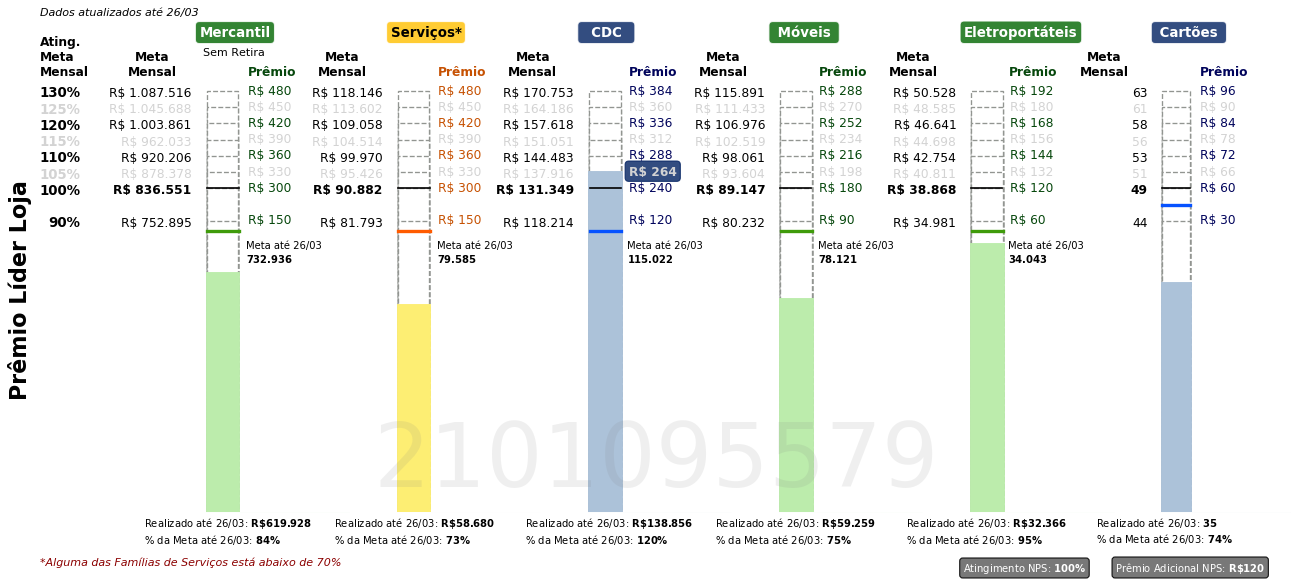 Dados atualizados até 26/03
Mercantil Serviços* CDC Móveis Eletroportáteis Cartões
Sem Retira
Ating. Meta Mensal Meta Mensal Prêmio Meta Mensal Prêmio Meta Mensal Prêmio Meta Mensal Prêmio Meta Mensal Prêmio Meta Mensal Prêmio
130% R$ 1.087.516 R$ 480 R$ 118.146 R$ 480 R$ 170.753 R$ 384 R$ 115.891 R$ 288 R$ 50.528 R$ 192 63 R$ 96
125% R$ 1.045.688 R$ 450 R$ 113.602 R$ 450 R$ 164.186 R$ 360 R$ 111.433 R$ 270 R$ 48.585 R$ 180 61 R$ 90
120% R$ 1.003.861 R$ 420 R$ 109.058 R$ 420 R$ 157.618 R$ 336 R$ 106.976 R$ 252 R$ 46.641 R$ 168 58 R$ 84
115% R$ 962.033 R$ 390 R$ 104.514 R$ 390 R$ 151.051 R$ 312 R$ 102.519 R$ 234 R$ 44.698 R$ 156 56 R$ 78
110% R$ 920.206 R$ 360 R$ 99.970 R$ 360 R$ 144.483 R$ 288 R$ 98.061 R$ 216 R$ 42.754 R$ 144 53 R$ 72
105% R$ 878.378 R$ 330 R$ 95.426 R$ 330 R$ 137.916 R$ 264 R$ 93.604 R$ 198 R$ 40.811 R$ 132 51 R$ 66
100% R$ 836.551 R$ 300 R$ 90.882 R$ 300 R$ 131.349 R$ 240 R$ 89.147 R$ 180 R$ 38.868 R$ 120 49 R$ 60
90% R$ 752.895 R$ 150 R$ 81.793 R$ 150 R$ 118.214 R$ 120 R$ 80.232 R$ 90 R$ 34.981 R$ 60 44 R$ 30
Meta até 26/03 Meta até 26/03 Meta até 26/03 Meta até 26/03 Meta até 26/03
732.936 79.585 115.022 78.121 34.043
Prêmio Líder Loja
2101095579
Realizado até 26/03: R$619.928 Realizado até 26/03: R$58.680 Realizado até 26/03: R$138.856 Realizado até 26/03: R$59.259 Realizado até 26/03: R$32.366 Realizado até 26/03: 35
% da Meta até 26/03: 84% % da Meta até 26/03: 73% % da Meta até 26/03: 120% % da Meta até 26/03: 75% % da Meta até 26/03: 95% % da Meta até 26/03: 74%
*Alguma das Famílias de Serviços está abaixo de 70%
Atingimento NPS: 100% Prêmio Adicional NPS: R$120